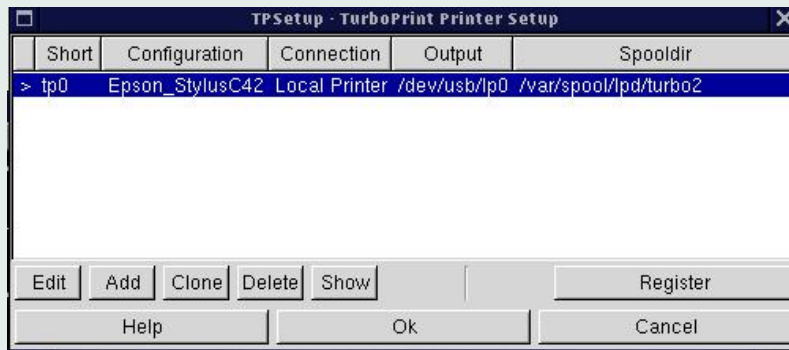 TPSetup - TurboPrint Printer Setup
Short Configuration Connection Output Spooldir
> tp0 Epson_StylusC42 Local Printer /dev/usb/lp0 /var/spool/lpd/turbo2
Edit Add Clone Delete Show Register
Help Ok Cancel